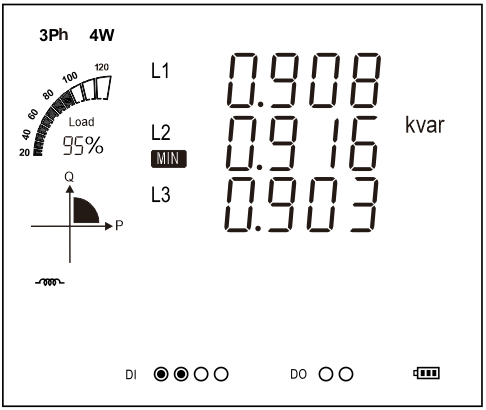 3Ph 4W
120
100
80
60
40
20
Load
95%
L1 0.908
L2 0.916 kvar
MIN
L3 0.903
Q
P
DI DO